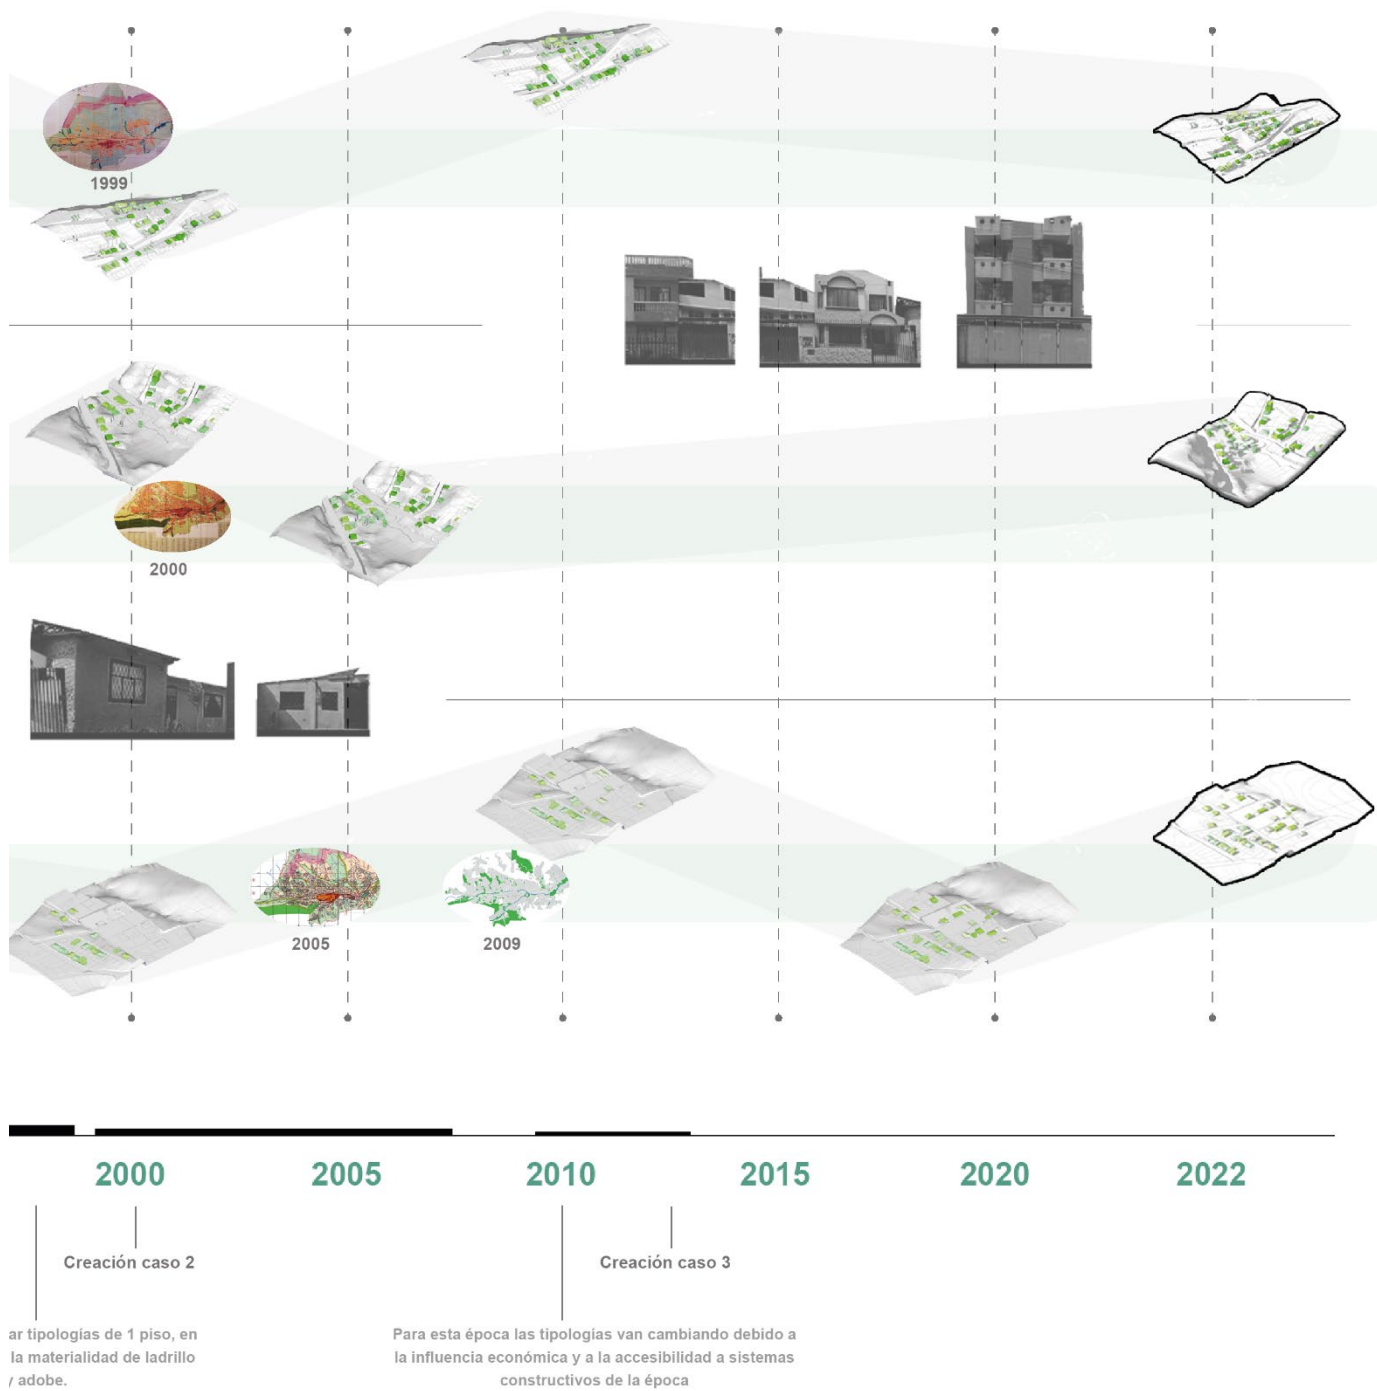 1999
2000
2005
2009
2000
2005
2010
2015
2020
2022
Creación caso 2
Creación caso 3
ar tipologías de 1 piso, en
la materialidad de ladrillo
y adobe.
Para esta época las tipologías van cambiando debido a
la influencia económica y a la accesibilidad a sistemas
constructivos de la época